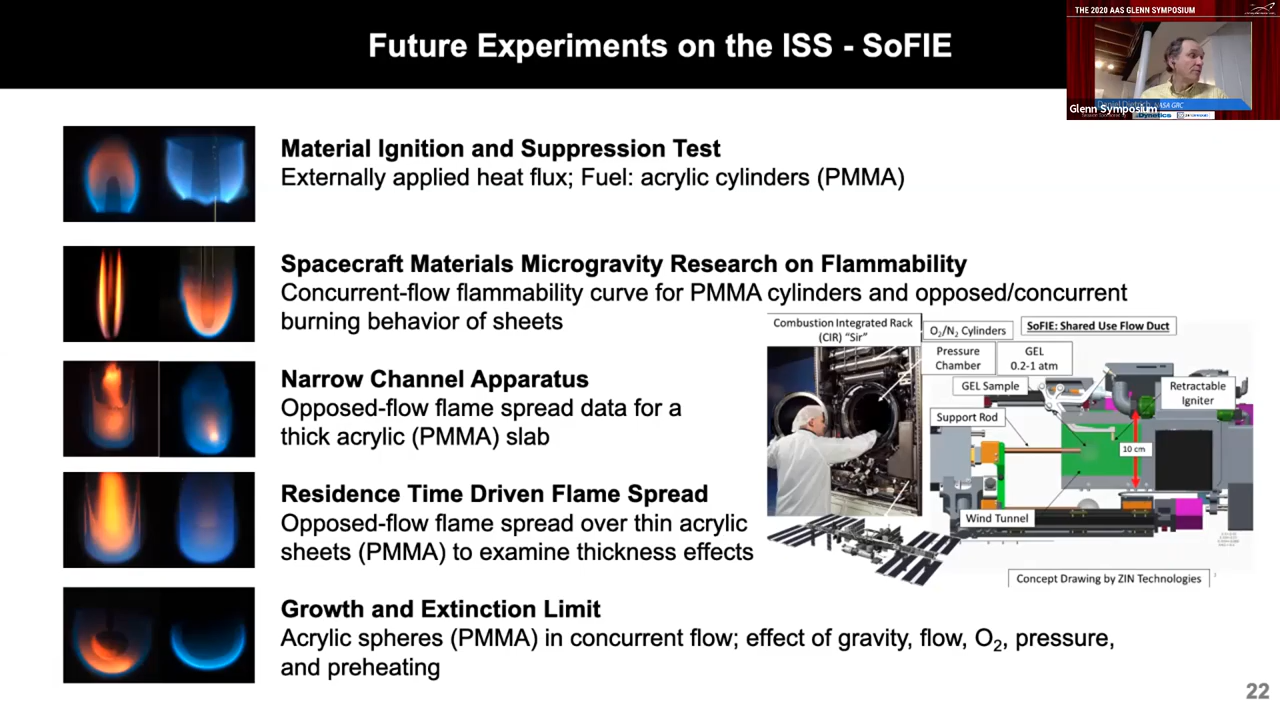 Future Experiments on the ISS - SoFIE
THE 2020 AAS GLENN SYMPOSIUM
Daniel Dietrich, NASA GRC
Glenn Symposium
Dynetics
Material Ignition and Suppression Test
Externally applied heat flux; Fuel: acrylic cylinders (PMMA)
Spacecraft Materials Microgravity Research on Flammability
Concurrent-flow flammability curve for PMMA cylinders and opposed/concurrent
burning behavior of sheets
Narrow Channel Apparatus
Opposed-flow flame spread data for a
thick acrylic (PMMA) slab
Residence Time Driven Flame Spread
Opposed-flow flame spread over thin acrylic
sheets (PMMA) to examine thickness effects
Growth and Extinction Limit
Acrylic spheres (PMMA) in concurrent flow; effect of gravity, flow, O₂, pressure,
and preheating
Combustion Integrated Rack
(CIR) “Sir”
O₂/N₂ Cylinders
SoFIE: Shared Use Flow Duct
Pressure
Chamber
GEL
0.2-1 atm
GEL Sample
Retractable
Igniter
Support Rod
10 cm
Wind Tunnel
Concept Drawing by ZIN Technologies
22